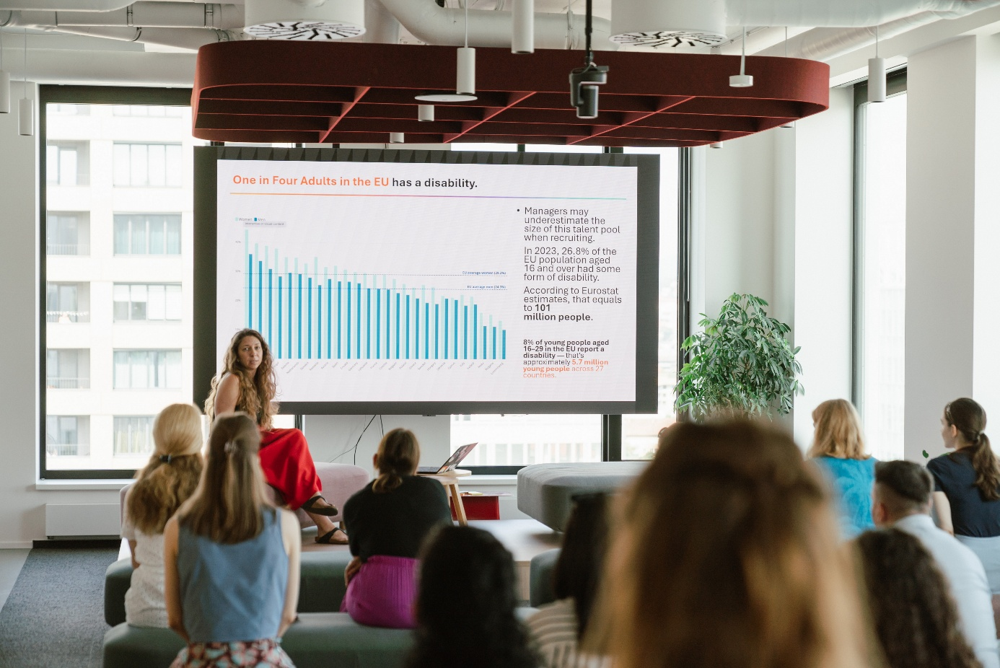 One in Four Adults in the EU has a disability.
Women Men
EU average women (29.2%)
EU average men (24.3%)
• Managers may
underestimate the
size of this talent pool
when recruiting.
In 2023, 26.8% of the
EU population aged
16 and over had some
form of disability.
According to Eurostat
estimates, that equals
to 101
million people.
8% of young people aged
16–29 in the EU report a
disability — that's
approximately 5.7 million
young people across 27
countries.